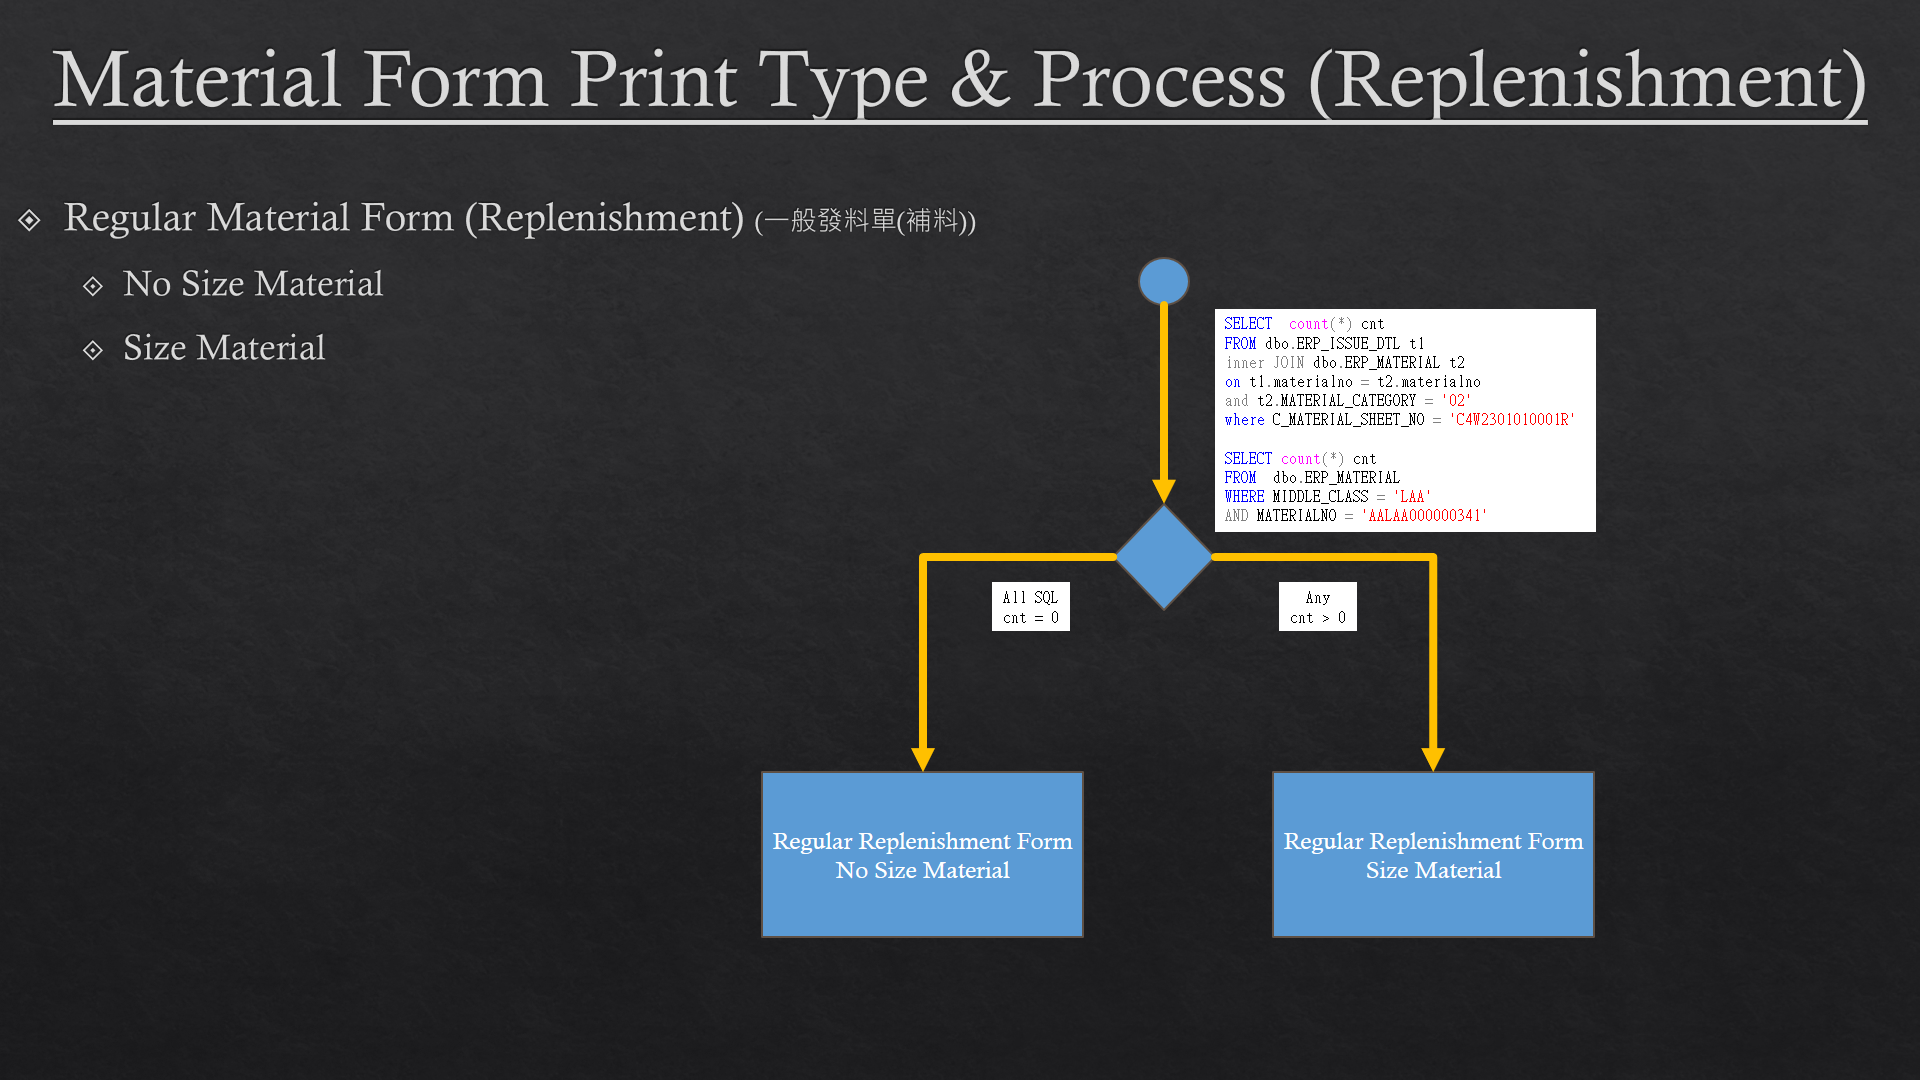 Material Form Print Type & Process (Replenishment)
Regular Material Form (Replenishment) (一般發料單(補料))
No Size Material
Size Material
SELECT  count(*) cnt
FROM dbo.ERP_ISSUE_DTL t1
inner JOIN dbo.ERP_MATERIAL t2
on t1.materialno = t2.materialno
and t2.MATERIAL_CATEGORY = '02'
where C_MATERIAL_SHEET_NO = 'C4W2301010001R'
SELECT count(*) cnt
FROM  dbo.ERP_MATERIAL
WHERE MIDDLE_CLASS = 'LAA'
AND MATERIALNO = 'AALAA000000341'
All SQL
cnt = 0
Any
cnt > 0
Regular Replenishment Form
No Size Material
Regular Replenishment Form
Size Material